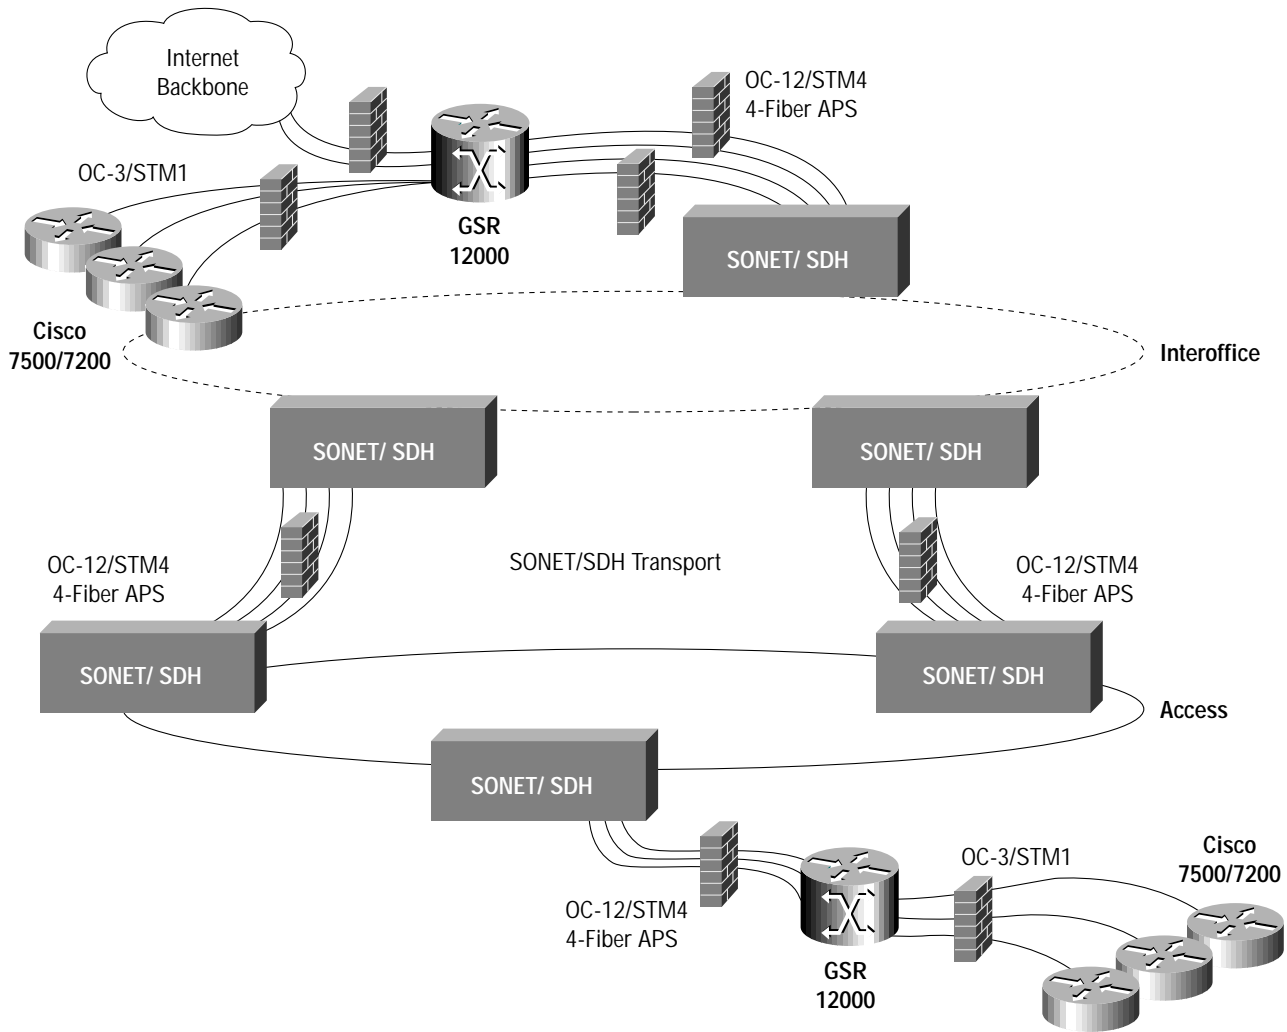 Internet
Backbone
OC-12/STM4
4-Fiber APS
OC-3/STM1
GSR
12000
SONET/ SDH
Cisco
7500/7200
Interoffice
SONET/ SDH
SONET/ SDH
OC-12/STM4
4-Fiber APS
SONET/SDH Transport
OC-12/STM4
4-Fiber APS
SONET/ SDH
SONET/ SDH
Access
SONET/ SDH
Cisco
7500/7200
OC-3/STM1
OC-12/STM4
4-Fiber APS
GSR
12000